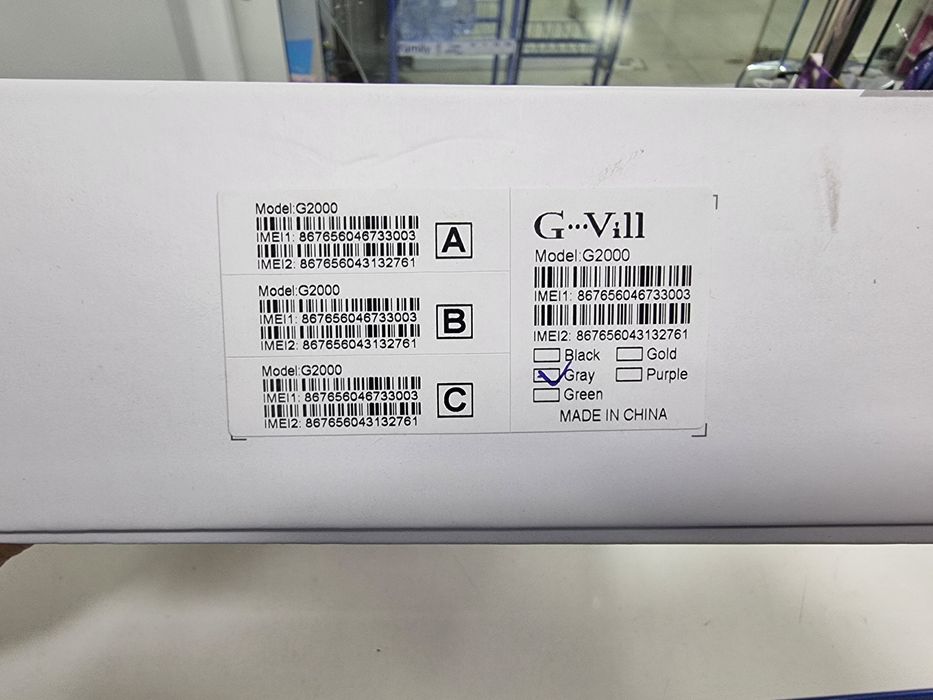 Family
Model:G2000
IMEI1: 867656046733003
IMEI2: 867656043132761
A
Model:G2000
IMEI1: 867656046733003
IMEI2: 867656043132761
B
Model:G2000
IMEI1: 867656046733003
IMEI2: 867656043132761
C
G···Vill
Model:G2000
IMEI1: 867656046733003
IMEI2: 867656043132761
Black Gold
Gray Purple
Green
MADE IN CHINA